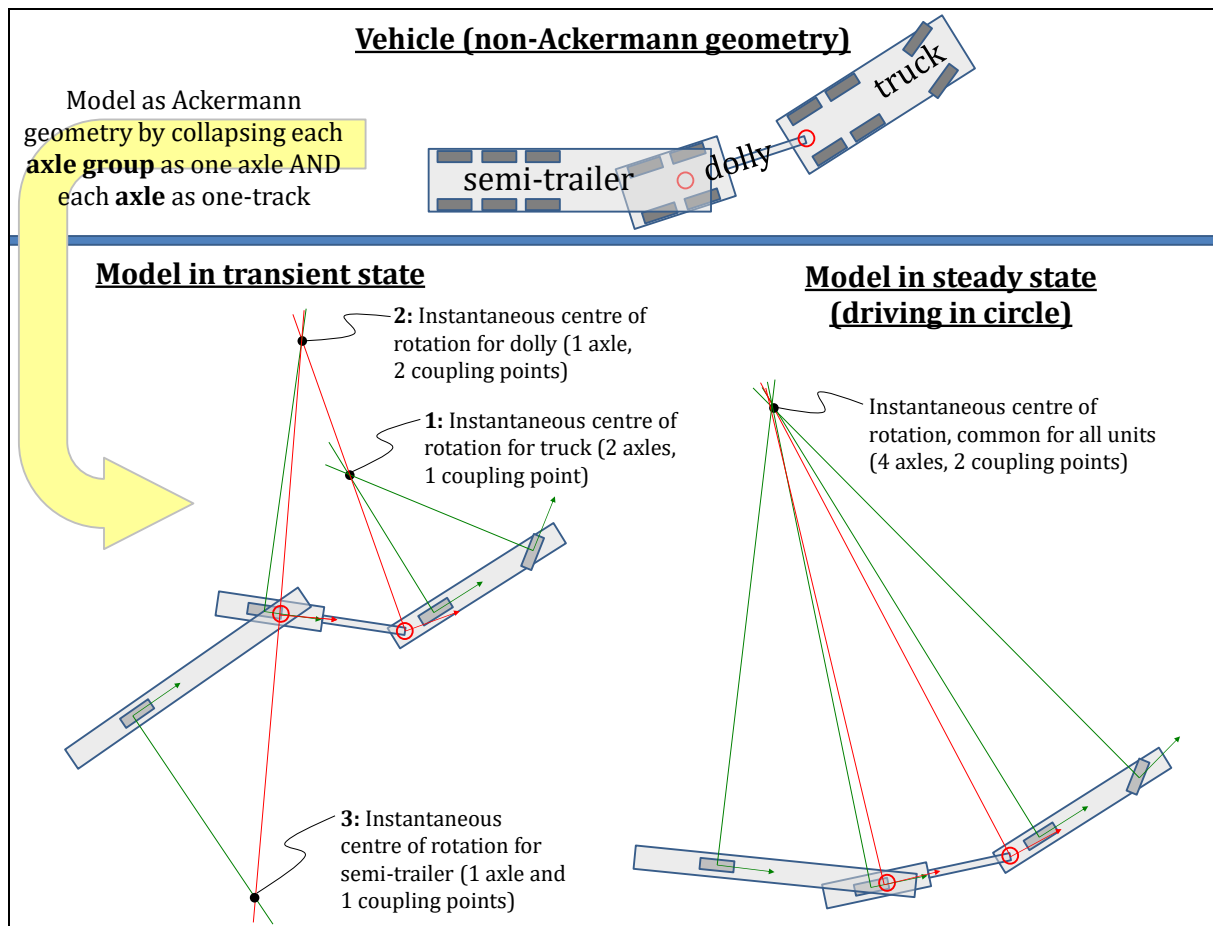 Vehicle (non-Ackermann geometry)
truck
dolly
semi-trailer
Model as Ackermann
geometry by collapsing each
axle group as one axle AND
each axle as one-track
Model in transient state
2: Instantaneous centre of
rotation for dolly (1 axle,
2 coupling points)
1: Instantaneous centre of
rotation for truck (2 axles,
1 coupling point)
3: Instantaneous
centre of rotation for
semi-trailer (1 axle and
1 coupling points)
Model in steady state
(driving in circle)
Instantaneous centre of
rotation, common for all units
(4 axles, 2 coupling points)